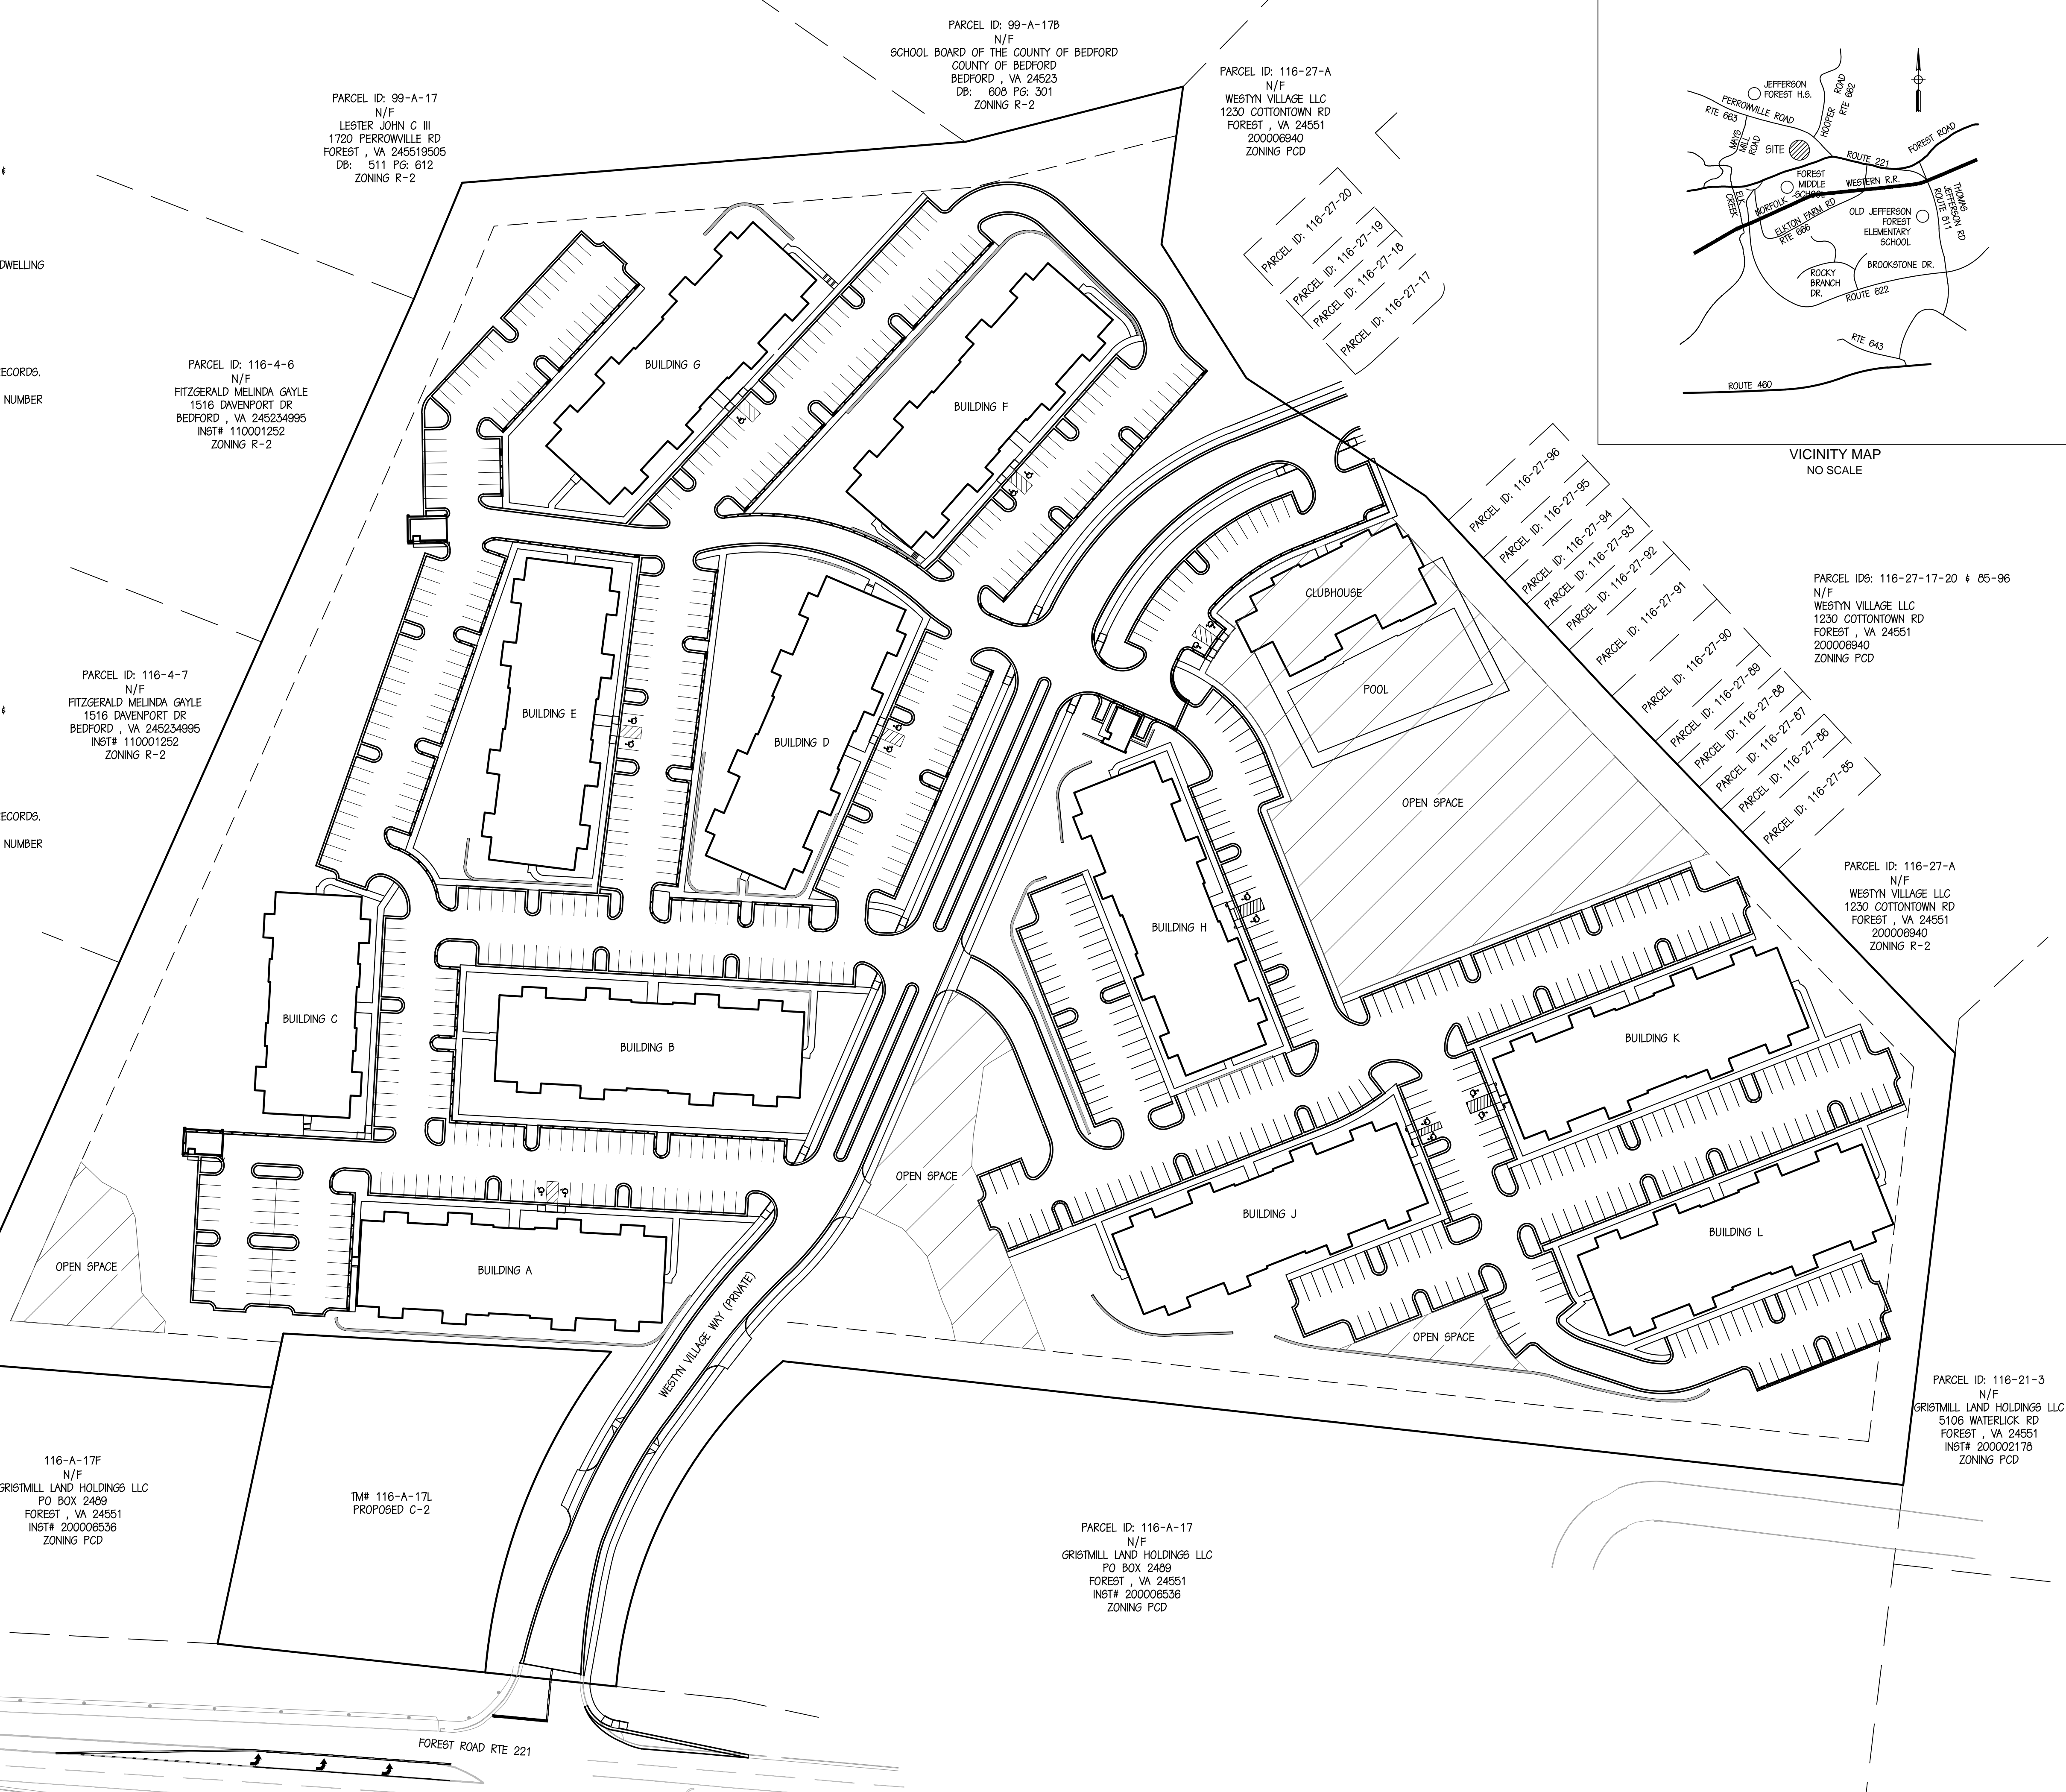 PARCEL ID: 99-A-17B
N/F
SCHOOL BOARD OF THE COUNTY OF BEDFORD
COUNTY OF BEDFORD
BEDFORD , VA 24523
DB: 608 PG: 301
ZONING R-2
PARCEL ID: 99-A-17
N/F
LESTER JOHN C III
1720 PERROWVILLE RD
FOREST , VA 245519505
DB: 511 PG: 612
ZONING R-2
PARCEL ID: 116-27-A
N/F
WESTYN VILLAGE LLC
1230 COTTONTOWN RD
FOREST , VA 24551
200006940
ZONING PCD
JEFFERSON
FOREST H.S.
PERROWVILLE ROAD
RTE 663
HOOPER ROAD
RTE 662
MAYS
MILL
ROAD
SITE
FOREST ROAD
ROUTE 221
FOREST
MIDDLE
SCHOOL
WESTERN R.R.
NORFOLK
ELK
CREEK
ELKTON FARM RD
RTE 666
THOMAS
JEFFERSON RD
ROUTE 811
OLD JEFFERSON
FOREST
ELEMENTARY
SCHOOL
ROCKY
BRANCH
DR.
BROOKSTONE DR.
ROUTE 622
RTE 643
ROUTE 460
VICINITY MAP
NO SCALE
&
DWELLING
ECORDS.
NUMBER
&
ECORDS.
NUMBER
PARCEL ID: 116-4-6
N/F
FITZGERALD MELINDA GAYLE
1516 DAVENPORT DR
BEDFORD , VA 245234995
INST# 110001252
ZONING R-2
PARCEL ID: 116-4-7
N/F
FITZGERALD MELINDA GAYLE
1516 DAVENPORT DR
BEDFORD , VA 245234995
INST# 110001252
ZONING R-2
PARCEL ID: 116-27-20
PARCEL ID: 116-27-19
PARCEL ID: 116-27-18
PARCEL ID: 116-27-17
PARCEL ID: 116-27-96
PARCEL ID: 116-27-95
PARCEL ID: 116-27-94
PARCEL ID: 116-27-93
PARCEL ID: 116-27-92
PARCEL ID: 116-27-91
PARCEL ID: 116-27-90
PARCEL ID: 116-27-89
PARCEL ID: 116-27-88
PARCEL ID: 116-27-87
PARCEL ID: 116-27-86
PARCEL ID: 116-27-85
PARCEL IDS: 116-27-17-20 & 85-96
N/F
WESTYN VILLAGE LLC
1230 COTTONTOWN RD
FOREST , VA 24551
200006940
ZONING PCD
PARCEL ID: 116-27-A
N/F
WESTYN VILLAGE LLC
1230 COTTONTOWN RD
FOREST , VA 24551
200006940
ZONING R-2
BUILDING G
BUILDING F
BUILDING E
BUILDING D
CLUBHOUSE
POOL
OPEN SPACE
BUILDING H
BUILDING C
BUILDING B
BUILDING K
OPEN SPACE
BUILDING J
BUILDING L
OPEN SPACE
BUILDING A
OPEN SPACE
WESTYN VILLAGE WAY (PRIVATE)
PARCEL ID: 116-21-3
N/F
GRISTMILL LAND HOLDINGS LLC
5106 WATERLICK RD
FOREST , VA 24551
INST# 200002178
ZONING PCD
116-A-17F
N/F
GRISTMILL LAND HOLDINGS LLC
PO BOX 2489
FOREST , VA 24551
INST# 200006536
ZONING PCD
TM# 116-A-17L
PROPOSED C-2
PARCEL ID: 116-A-17
N/F
GRISTMILL LAND HOLDINGS LLC
PO BOX 2489
FOREST , VA 24551
INST# 200006536
ZONING PCD
FOREST ROAD RTE 221